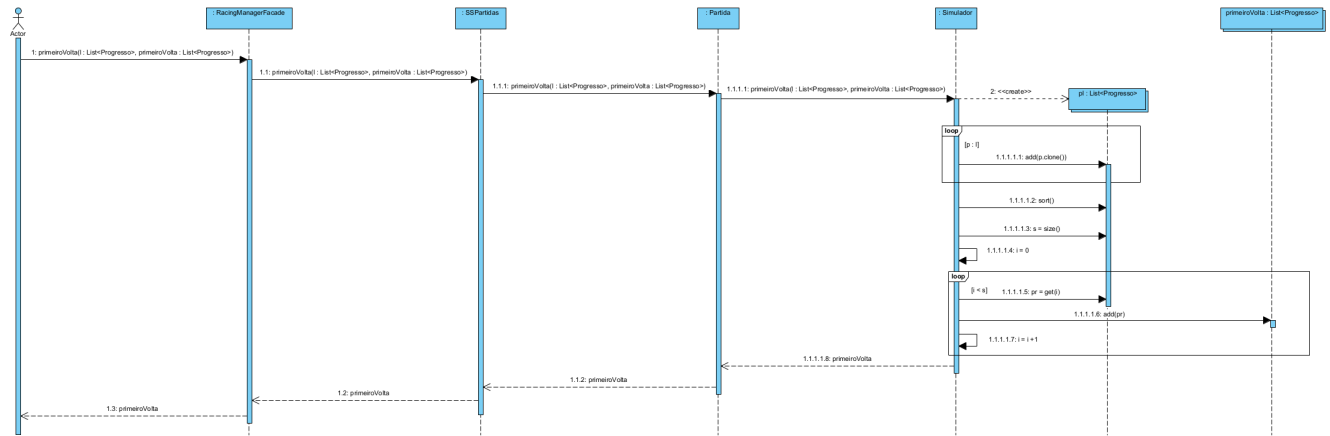 : RacingManagerFacade
: SSPartidas
: Partida
: Simulador
primeiroVolta : List<Progresso>
Actor
1: primeiroVolta(l : List<Progresso>, primeiroVolta : List<Progresso>)
1.1: primeiroVolta(l : List<Progresso>, primeiroVolta : List<Progresso>)
1.1.1: primeiroVolta(l : List<Progresso>, primeiroVolta : List<Progresso>)
1.1.1.1: primeiroVolta(l : List<Progresso>, primeiroVolta : List<Progresso>)
2: <<create>>
pl : List<Progresso>
loop
[p : l]
1.1.1.1.1: add(p.clone())
1.1.1.1.2: sort()
1.1.1.1.3: s = size()
1.1.1.1.4: i = 0
loop
[i < s]
1.1.1.1.5: pr = get(i)
1.1.1.1.6: add(pr)
1.1.1.1.7: i = i +1
1.1.1.1.8: primeiroVolta
1.1.2: primeiroVolta
1.2: primeiroVolta
1.3: primeiroVolta